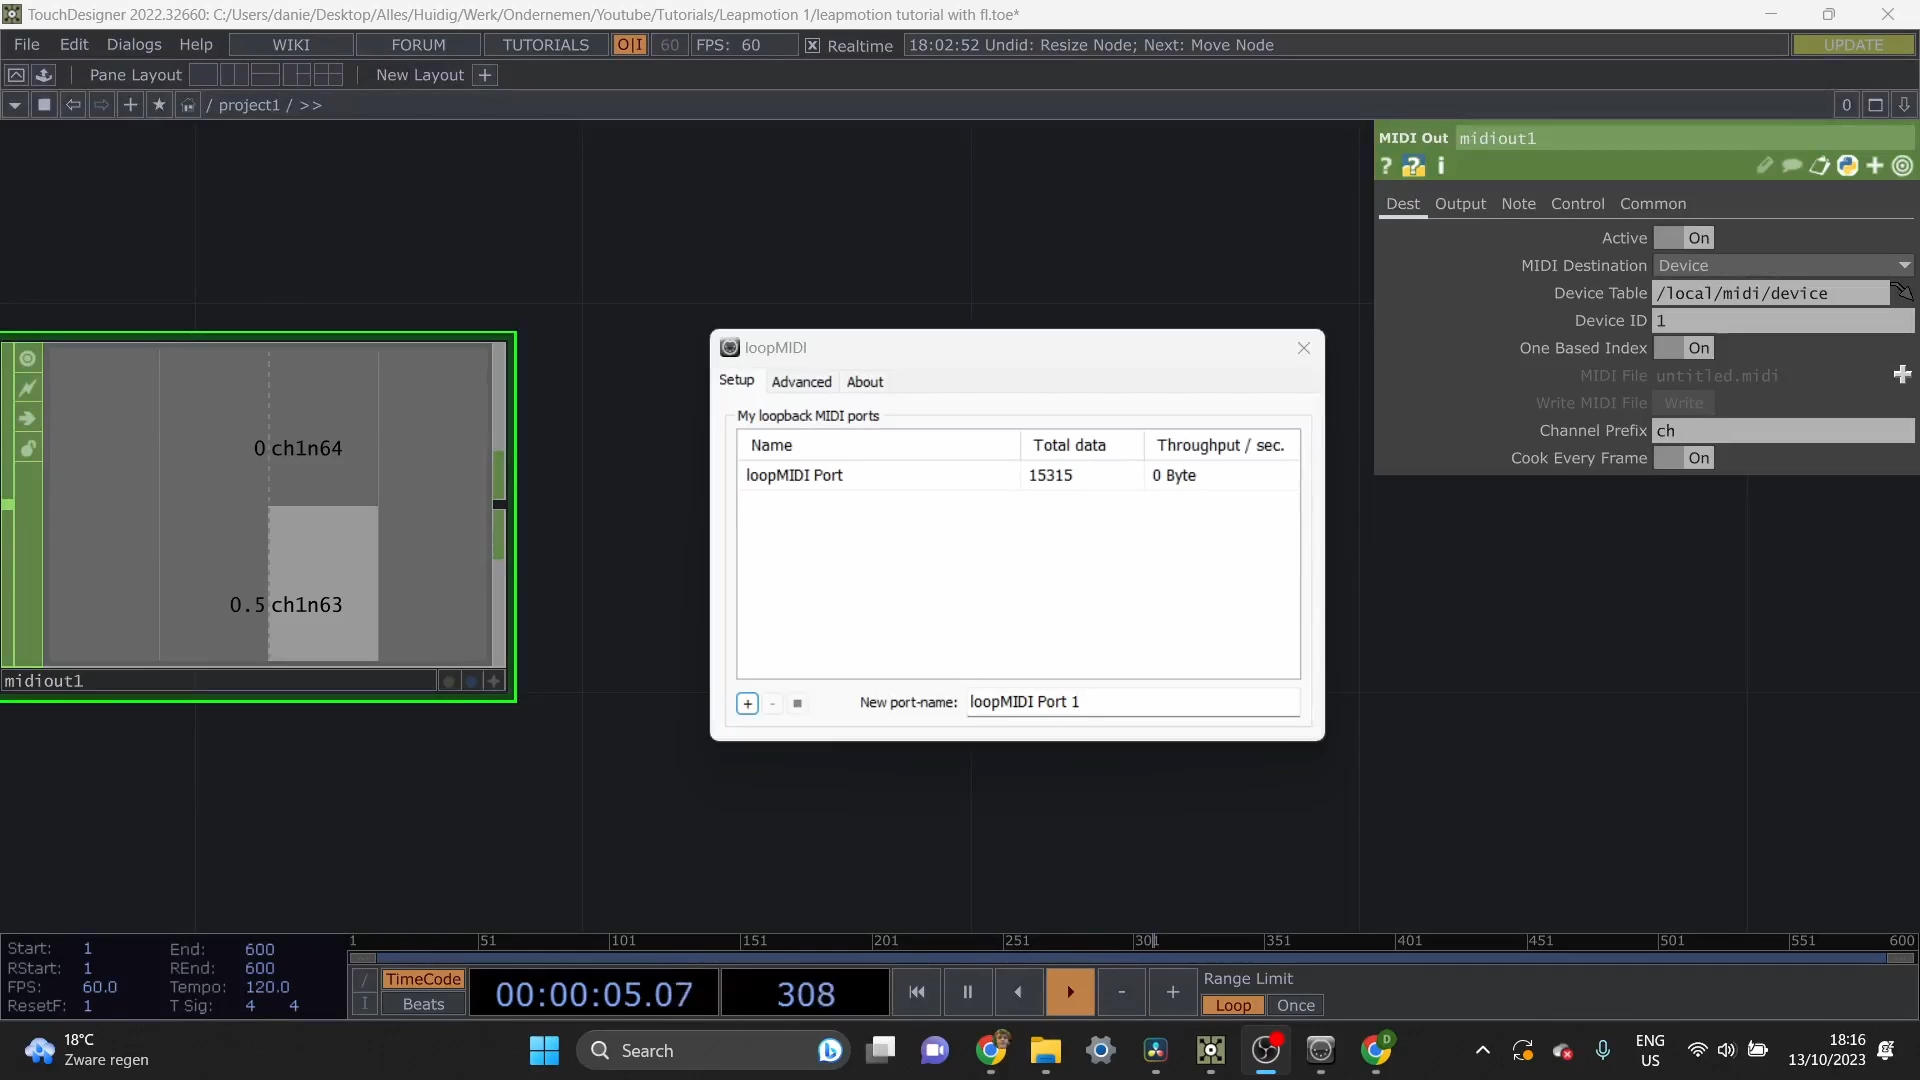 TouchDesigner 2022.32660: C:/Users/danie/Desktop/Alles/Huidig/Werk/Ondernemen/Youtube/Tutorials/Leapmotion 1/leapmotion tutorial with fl.toe*
File Edit Dialogs Help WIKI FORUM TUTORIALS O|I 60 FPS: 60 Realtime 18:02:52 Undid: Resize Node; Next: Move Node UPDATE
Pane Layout New Layout +
/ project1 / >> 0
MIDI Out midiout1
? ? i
Dest Output Note Control Common
Active On
MIDI Destination Device
Device Table /local/midi/device
Device ID 1
One Based Index On
MIDI File untitled.midi
Write MIDI File Write
Channel Prefix ch
Cook Every Frame On
0 ch1n64
0.5 ch1n63
midiout1
loopMIDI
Setup Advanced About
My loopback MIDI ports
Name Total data Throughput / sec.
loopMIDI Port 15315 0 Byte
+ - New port-name: loopMIDI Port 1
1 51 101 151 201 251 301 351 401 451 501 551 600
Start: 1 End: 600
RStart: 1 REnd: 600
FPS: 60.0 Tempo: 120.0
ResetF: 1 T Sig: 4 4
/ TimeCode
I Beats
00:00:05.07 308 - +
Range Limit
Loop Once
18°C
Zware regen
Search
D
ENG
US
18:16
13/10/2023